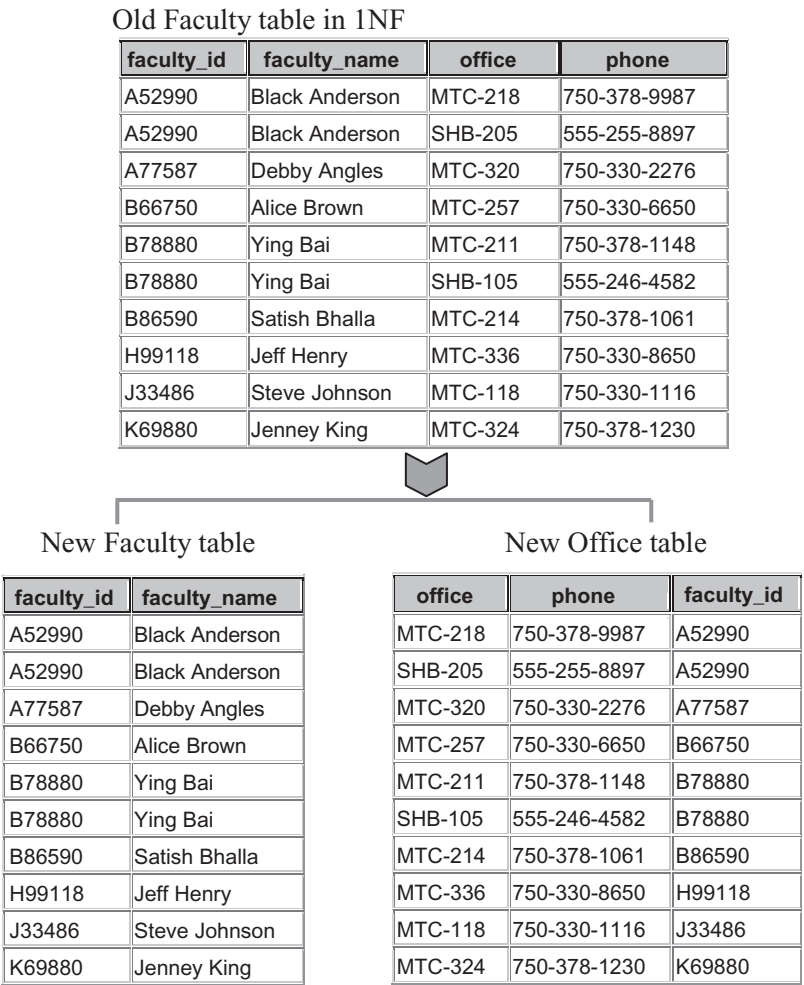 Old Faculty table in 1NF
faculty_id faculty_name office phone
A52990 Black Anderson MTC-218 750-378-9987
A52990 Black Anderson SHB-205 555-255-8897
A77587 Debby Angles MTC-320 750-330-2276
B66750 Alice Brown MTC-257 750-330-6650
B78880 Ying Bai MTC-211 750-378-1148
B78880 Ying Bai SHB-105 555-246-4582
B86590 Satish Bhalla MTC-214 750-378-1061
H99118 Jeff Henry MTC-336 750-330-8650
J33486 Steve Johnson MTC-118 750-330-1116
K69880 Jenney King MTC-324 750-378-1230
New Faculty table
faculty_id faculty_name
A52990 Black Anderson
A52990 Black Anderson
A77587 Debby Angles
B66750 Alice Brown
B78880 Ying Bai
B78880 Ying Bai
B86590 Satish Bhalla
H99118 Jeff Henry
J33486 Steve Johnson
K69880 Jenney King
New Office table
office phone faculty_id
MTC-218 750-378-9987 A52990
SHB-205 555-255-8897 A52990
MTC-320 750-330-2276 A77587
MTC-257 750-330-6650 B66750
MTC-211 750-378-1148 B78880
SHB-105 555-246-4582 B78880
MTC-214 750-378-1061 B86590
MTC-336 750-330-8650 H99118
MTC-118 750-330-1116 J33486
MTC-324 750-378-1230 K69880